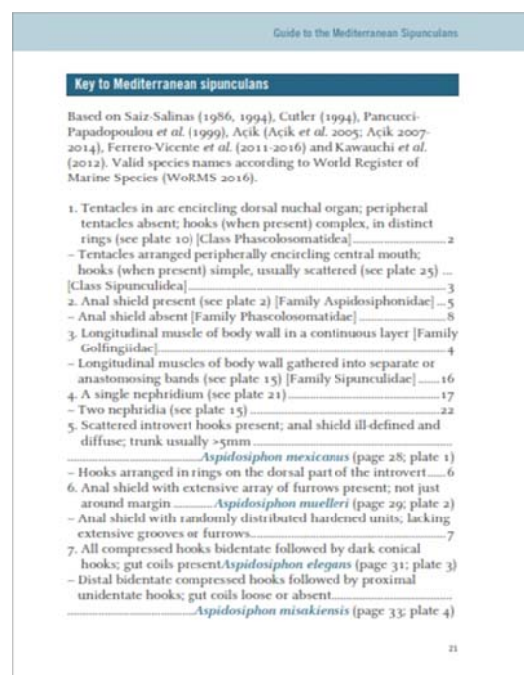 Guide to the Mediterranean Sipunculans
Key to Mediterranean sipunculans
Based on Saiz-Salinas (1986, 1994), Cutler (1994), Pancucci-
Papadopoulou et al. (1999), Açik (Açik et al. 2005; Açik 2007-
2014), Ferrero-Vicente et al. (2011-2016) and Kawauchi et al.
(2012). Valid species names according to World Register of
Marine Species (WoRMS 2016).
1. Tentacles in arc encircling dorsal nuchal organ; peripheral
tentacles absent; hooks (when present) complex, in distinct
rings (see plate 10) [Class Phascolosomatidea]..............................2
– Tentacles arranged peripherally encircling central mouth;
hooks (when present) simple, usually scattered (see plate 25) ...
[Class Sipunculidea]..............................3
2. Anal shield present (see plate 2) [Family Aspidosiphonidae]...5
– Anal shield absent [Family Phascolosomatidae]....................8
3. Longitudinal muscle of body wall in a continuous layer [Family
Golfingiidae]..............................4
– Longitudinal muscles of body wall gathered into separate or
anastomosing bands (see plate 15) [Family Sipunculidae].......16
4. A single nephridium (see plate 21)..............................17
– Two nephridia (see plate 15)..............................22
5. Scattered introvert hooks present; anal shield ill-defined and
diffuse; trunk usually >5mm..............................
..............................Aspidosiphon mexicanus (page 28; plate 1)
– Hooks arranged in rings on the dorsal part of the introvert.....6
6. Anal shield with extensive array of furrows present; not just
around margin ............Aspidosiphon muelleri (page 29; plate 2)
– Anal shield with randomly distributed hardened units; lacking
extensive grooves or furrows..............................7
7. All compressed hooks bidentate followed by dark conical
hooks; gut coils presentAspidosiphon elegans (page 31; plate 3)
– Distal bidentate compressed hooks followed by proximal
unidentate hooks; gut coils loose or absent..............................
..............................Aspidosiphon misakiensis (page 33; plate 4)
21